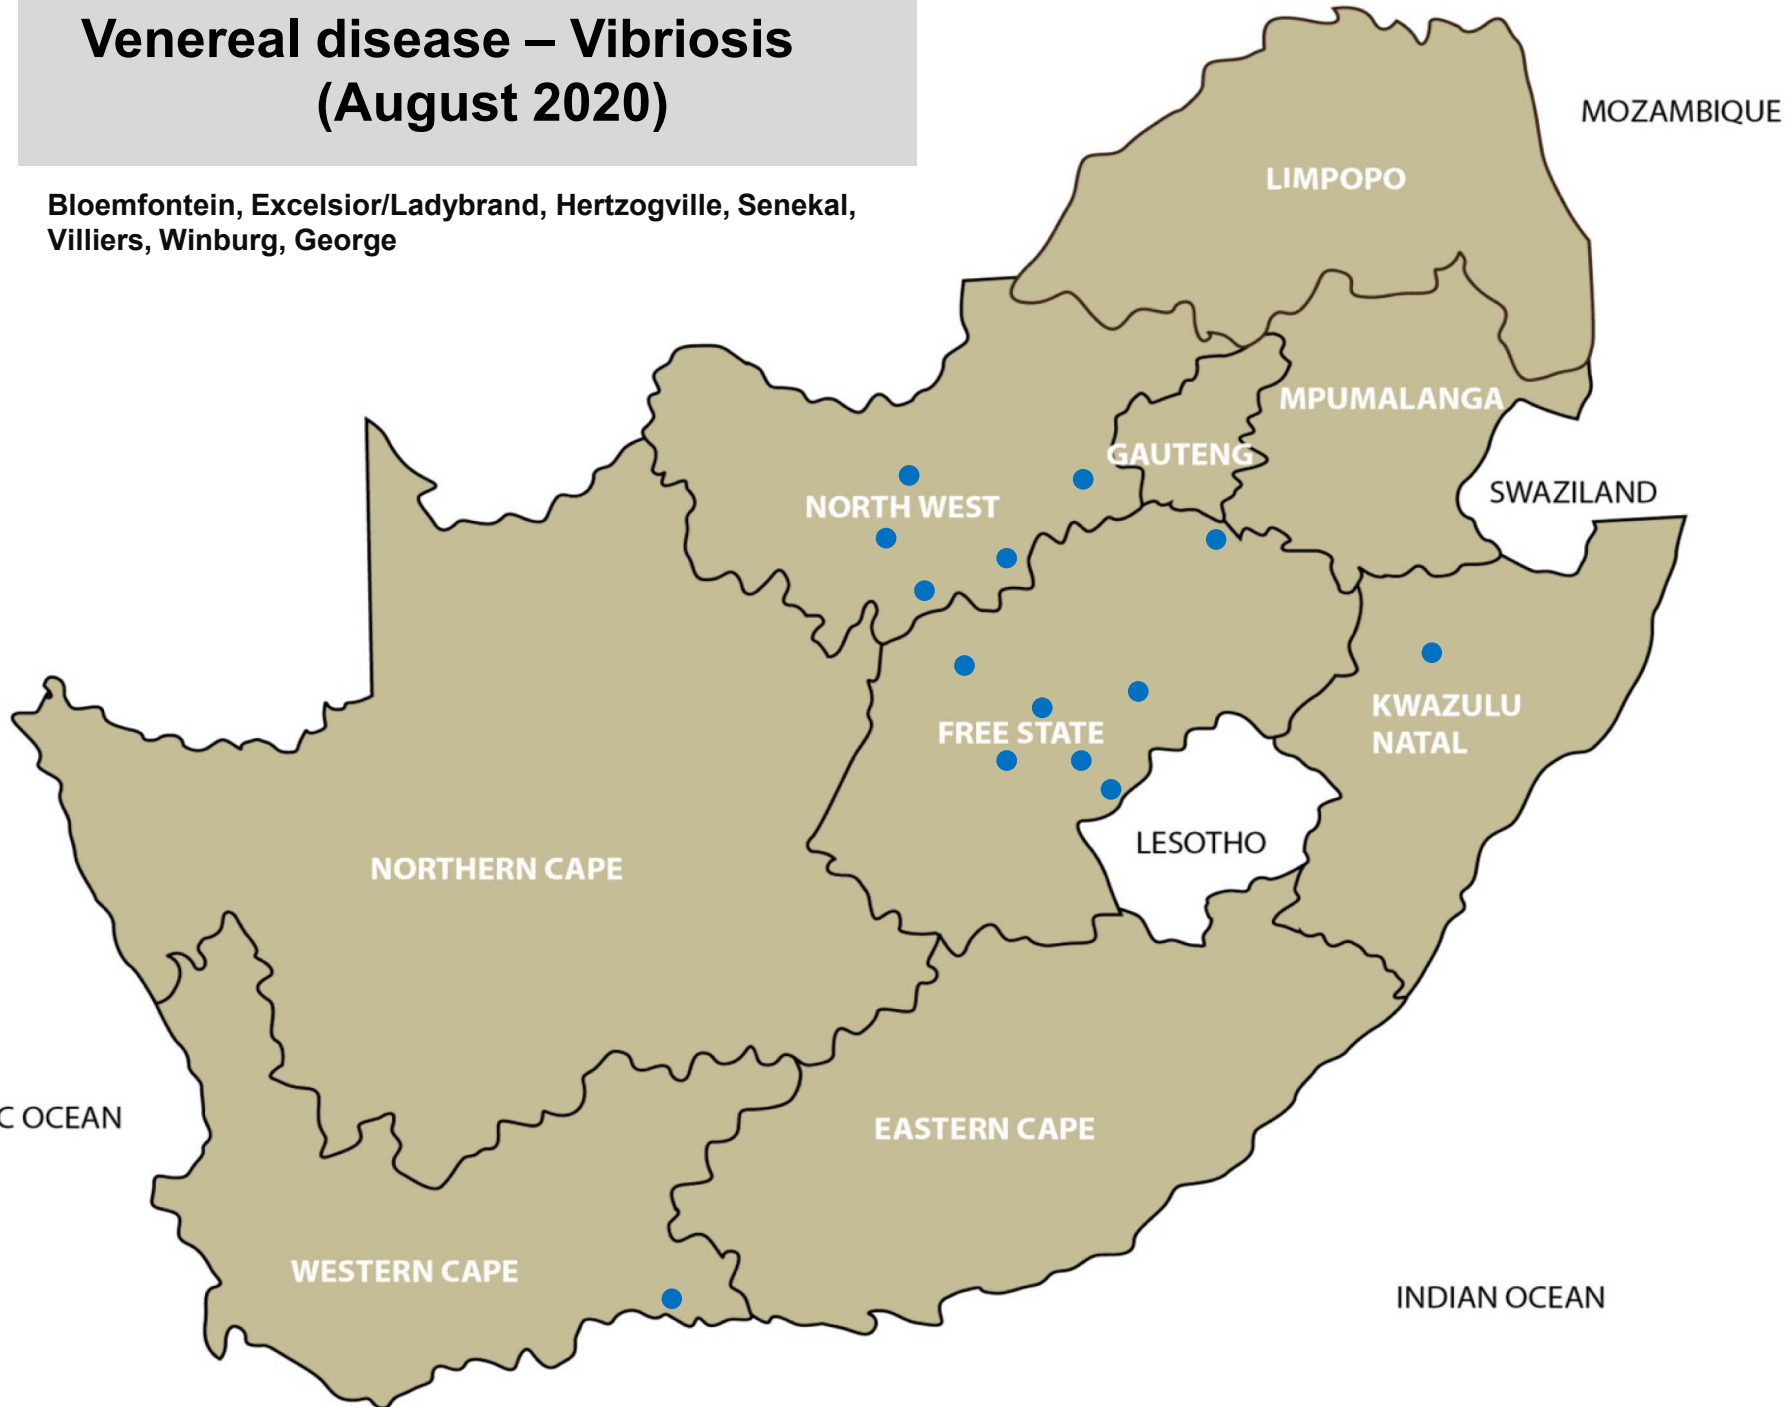 Venereal disease – Vibriosis
(August 2020)
Bloemfontein, Excelsior/Ladybrand, Hertzogville, Senekal,
Villiers, Winburg, George
MOZAMBIQUE
LIMPOPO
MPUMALANGA
GAUTENG
SWAZILAND
NORTH WEST
KWAZULU
NATAL
FREE STATE
LESOTHO
NORTHERN CAPE
C OCEAN
EASTERN CAPE
WESTERN CAPE
INDIAN OCEAN